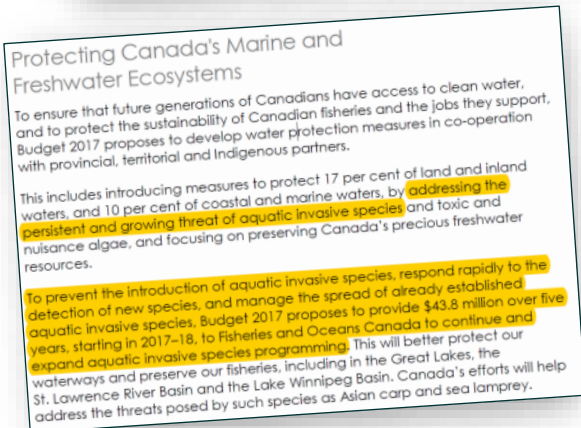 Protecting Canada's Marine and
Freshwater Ecosystems
To ensure that future generations of Canadians have access to clean water,
and to protect the sustainability of Canadian fisheries and the jobs they support,
Budget 2017 proposes to develop water protection measures in co-operation
with provincial, territorial and Indigenous partners.
This includes introducing measures to protect 17 per cent of land and inland
waters, and 10 per cent of coastal and marine waters, by addressing the
persistent and growing threat of aquatic invasive species and toxic and
nuisance algae, and focusing on preserving Canada's precious freshwater
resources.
To prevent the introduction of aquatic invasive species, respond rapidly to the
detection of new species, and manage the spread of already established
aquatic invasive species, Budget 2017 proposes to provide $43.8 million over five
years, starting in 2017–18, to Fisheries and Oceans Canada to continue and
expand aquatic invasive species programming. This will better protect our
waterways and preserve our fisheries, including in the Great Lakes, the
St. Lawrence River Basin and the Lake Winnipeg Basin. Canada's efforts will help
address the threats posed by such species as Asian carp and sea lamprey.